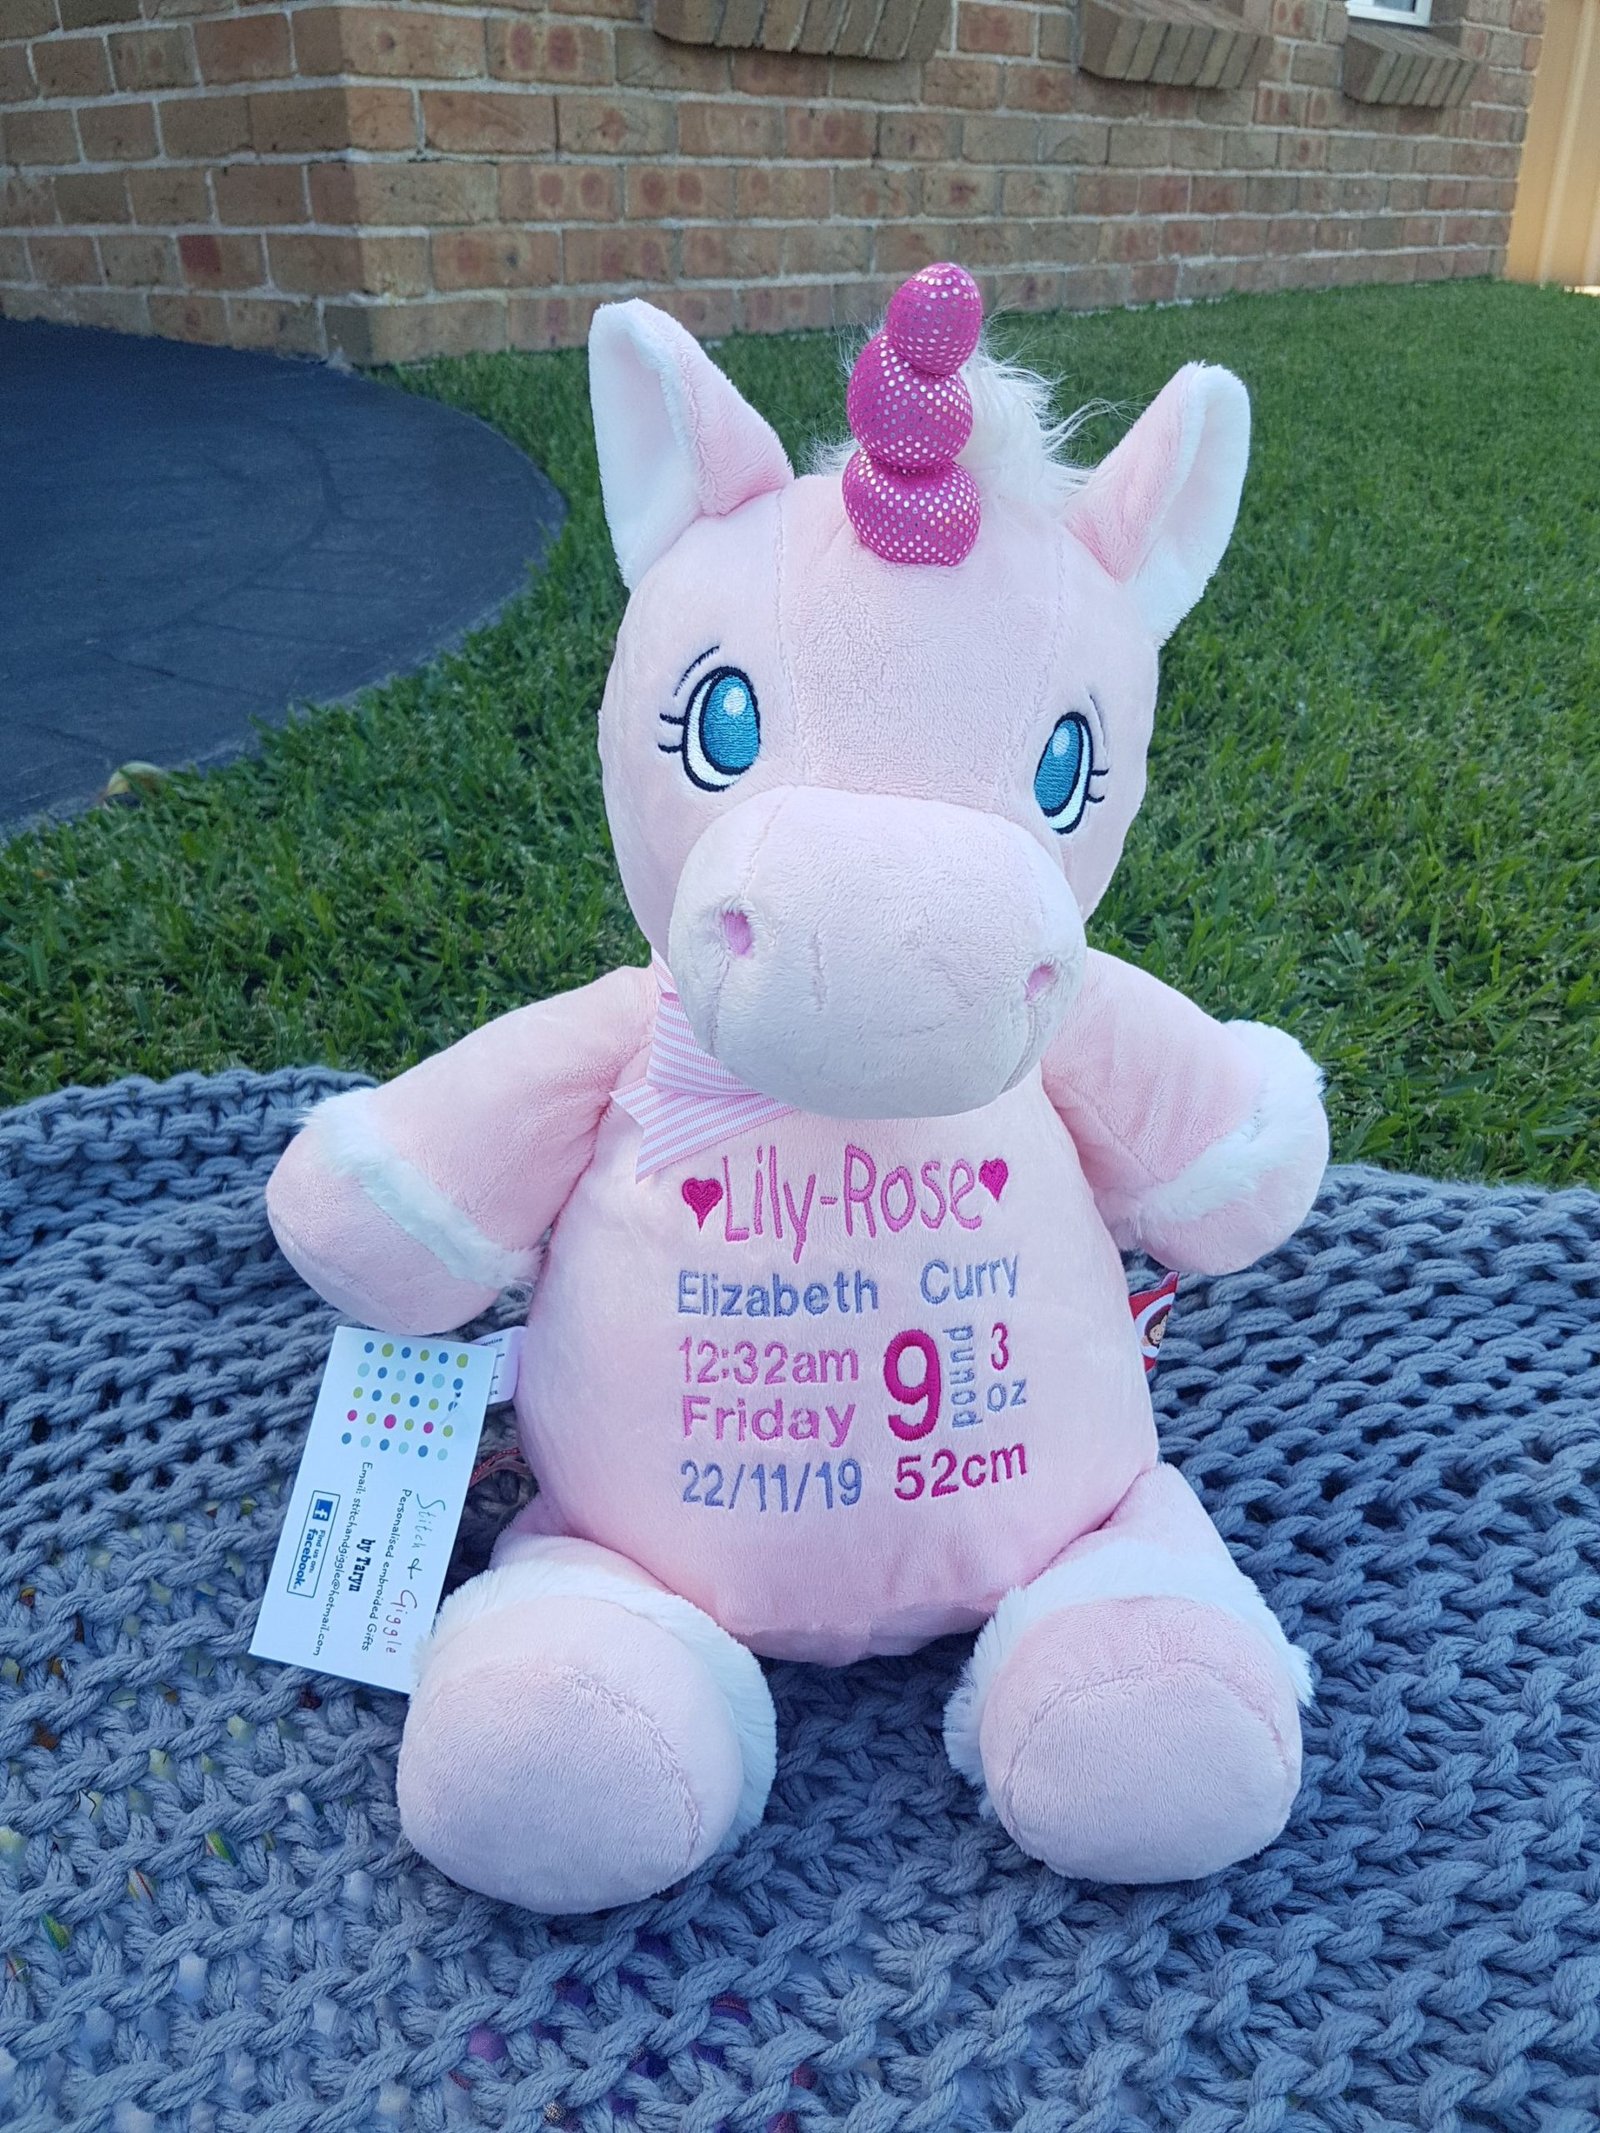 Lily-Rose
Elizabeth Curry
12:32am
Friday
22/11/19
9 pound 3 oz
52cm
Stitch & Giggle
Personalised embroided Gifts
by Taryn
Email: stitchandgiggle@hotmail.com
Find us on
facebook.